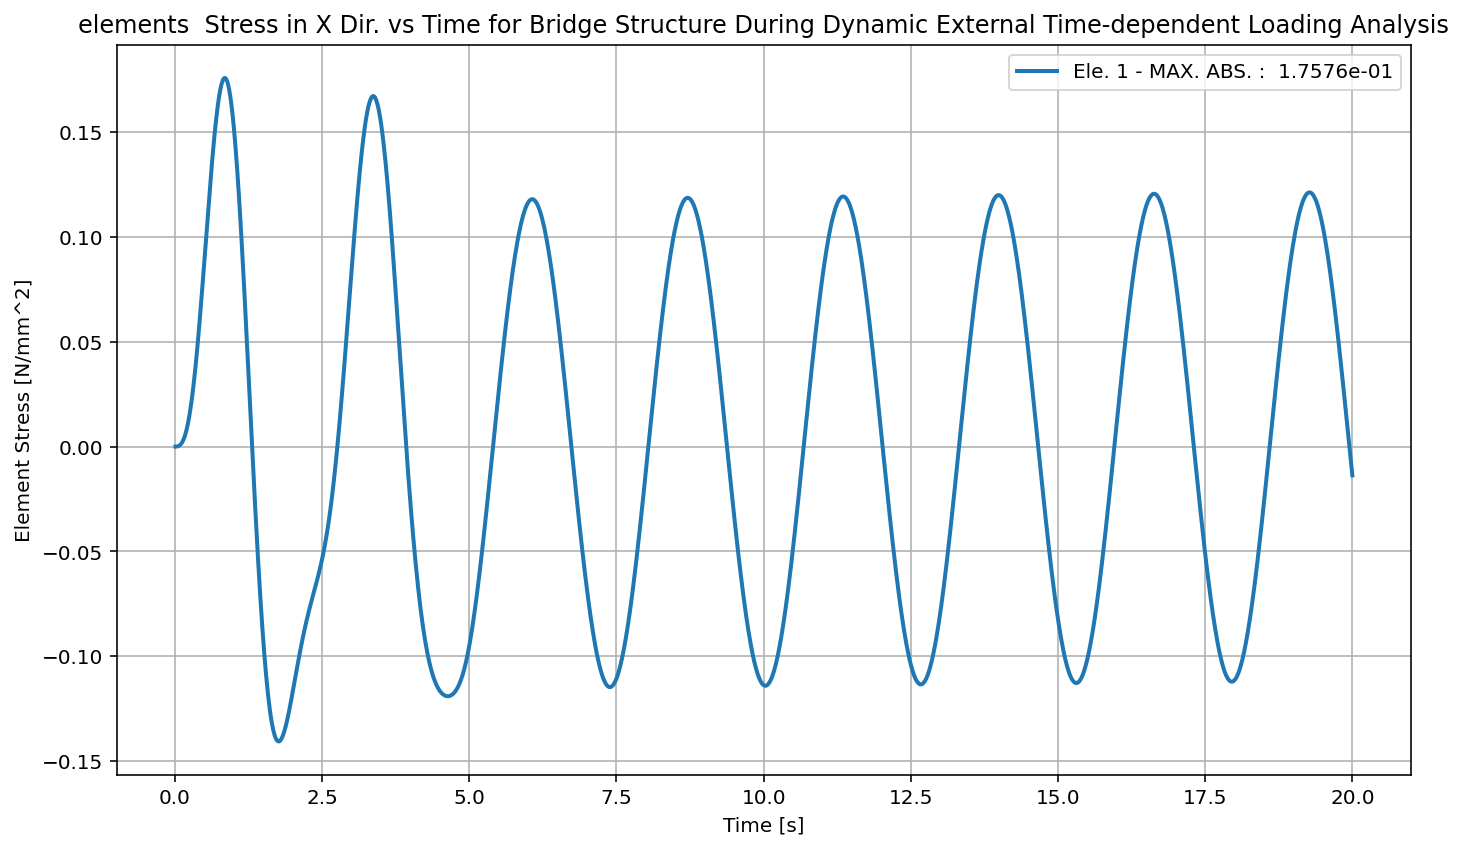 elements  Stress in X Dir. vs Time for Bridge Structure During Dynamic External Time-dependent Loading Analysis
Ele. 1 - MAX. ABS. :  1.7576e-01
Element Stress [N/mm^2]
0.15
0.10
0.05
0.00
−0.05
−0.10
−0.15
0.0 2.5 5.0 7.5 10.0 12.5 15.0 17.5 20.0
Time [s]